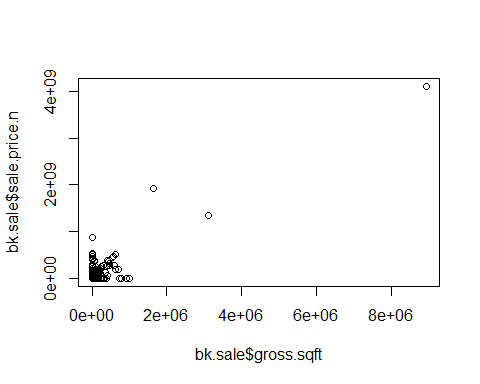 bk.sale$sale.price.n
4e+09
2e+09
0e+00
0e+00 2e+06 4e+06 6e+06 8e+06
bk.sale$gross.sqft